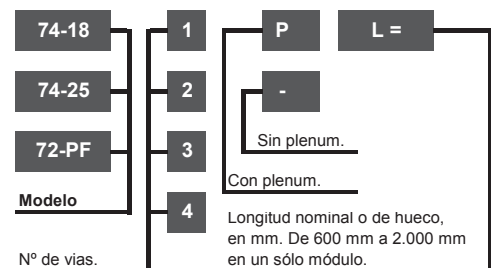 74-18 1 P L =
74-25 2 -
Sin plenum.
72-PF 3
Con plenum.
Modelo
4
Longitud nominal o de hueco,
en mm. De 600 mm a 2.000 mm
Nº de vias. en un sólo módulo.